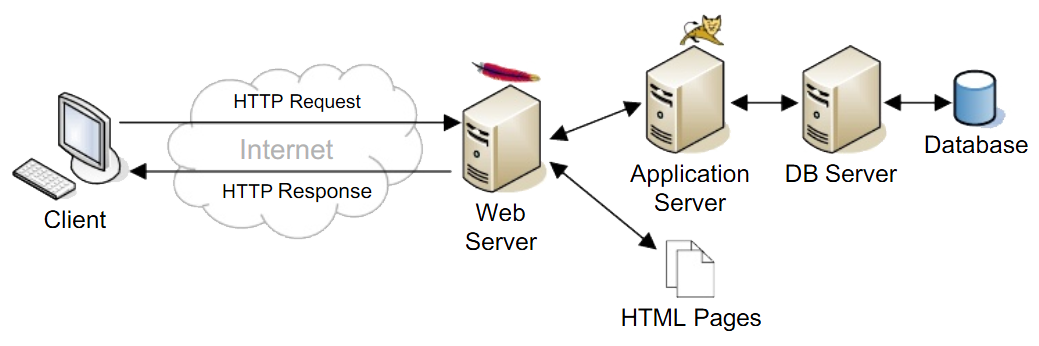 HTTP Request
Internet
HTTP Response
Client
Web
Server
Application
Server
DB Server
Database
HTML Pages